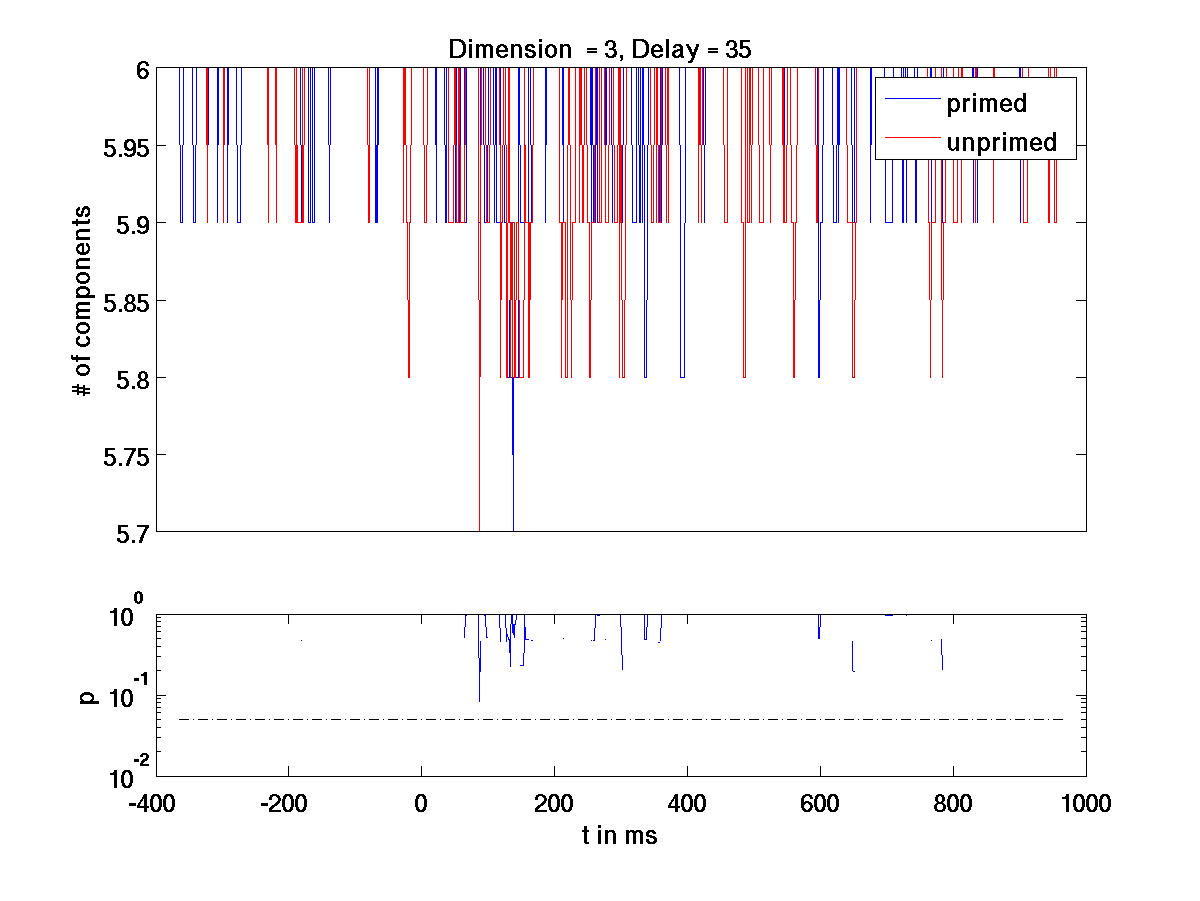 Dimension = 3, Delay = 35
6
5.95
5.9
5.85
5.8
5.75
5.7
# of components
primed
unprimed
10^0
10^-1
10^-2
p
-400 -200 0 200 400 600 800 1000
t in ms